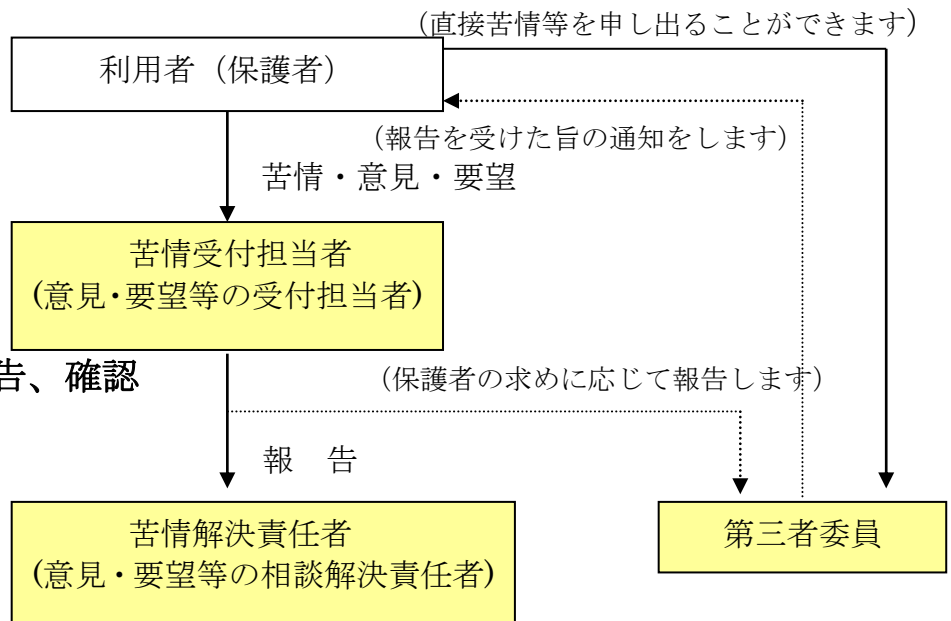 (直接苦情等を申し出ることができます)
利用者（保護者）
(報告を受けた旨の通知をします)
苦情・意見・要望
苦情受付担当者
(意見・要望等の受付担当者)
告、確認
(保護者の求めに応じて報告します)
報　告
苦情解決責任者
(意見・要望等の相談解決責任者)
第三者委員